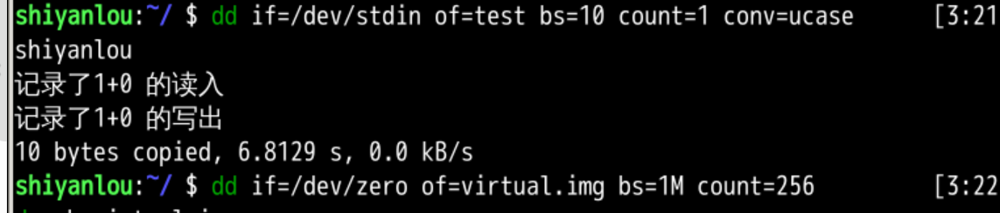 shiyanlou:~/ $ dd if=/dev/stdin of=test bs=10 count=1 conv=ucase [3:21
shiyanlou
记录了1+0 的读入
记录了1+0 的写出
10 bytes copied, 6.8129 s, 0.0 kB/s
shiyanlou:~/ $ dd if=/dev/zero of=virtual.img bs=1M count=256 [3:22